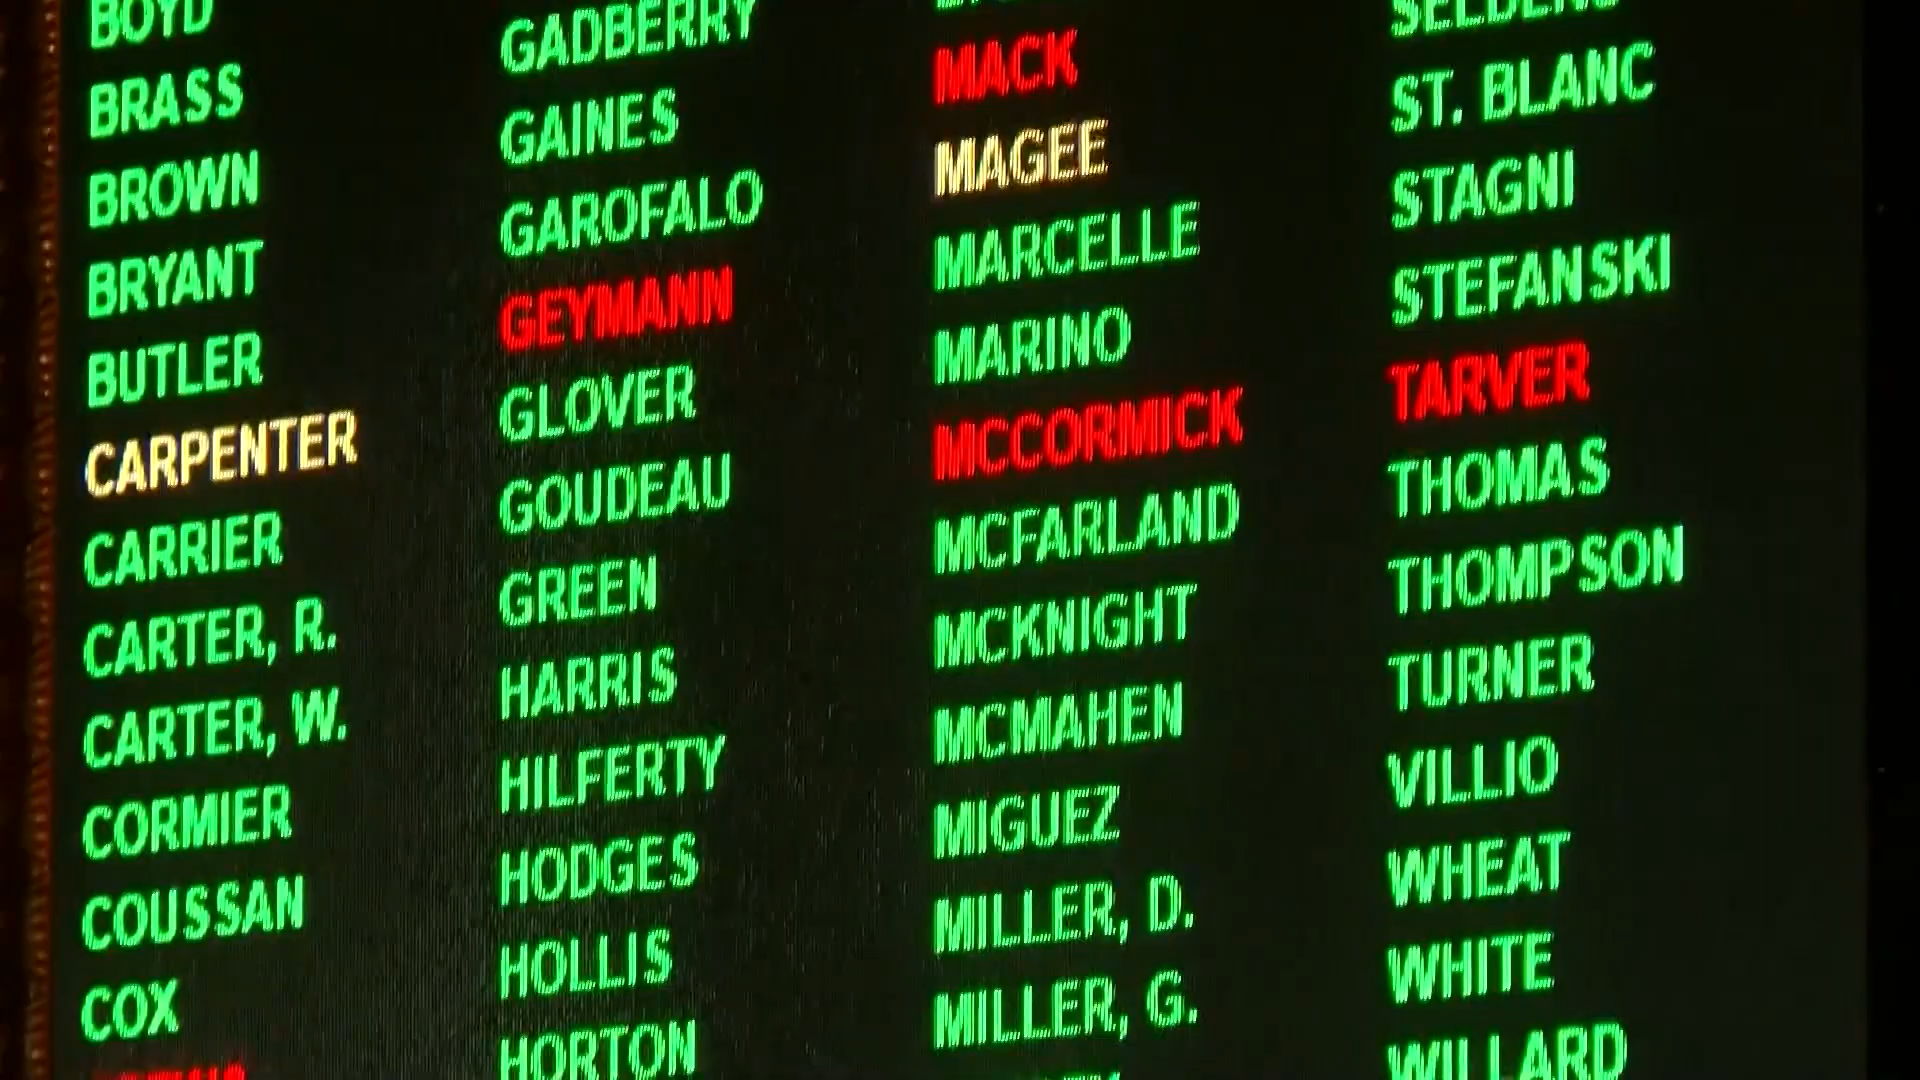 BOYD
BRASS
BROWN
BRYANT
BUTLER
CARPENTER
CARRIER
CARTER, R.
CARTER, W.
CORMIER
COUSSAN
COX
GADBERRY
GAINES
GAROFALO
GEYMANN
GLOVER
GOUDEAU
GREEN
HARRIS
HILFERTY
HODGES
HOLLIS
HORTON
MACK
MAGEE
MARCELLE
MARINO
MCCORMICK
MCFARLAND
MCKNIGHT
MCMAHEN
MIGUEZ
MILLER, D.
MILLER, G.
ST. BLANC
STAGNI
STEFANSKI
TARVER
THOMAS
THOMPSON
TURNER
VILLIO
WHEAT
WHITE
WILLARD